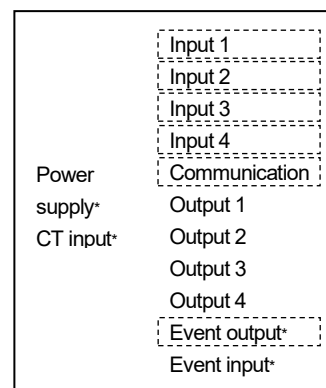 Input 1
Input 2
Input 3
Input 4
Power
supply*
CT input*
Communication
Output 1
Output 2
Output 3
Output 4
Event output*
Event input*